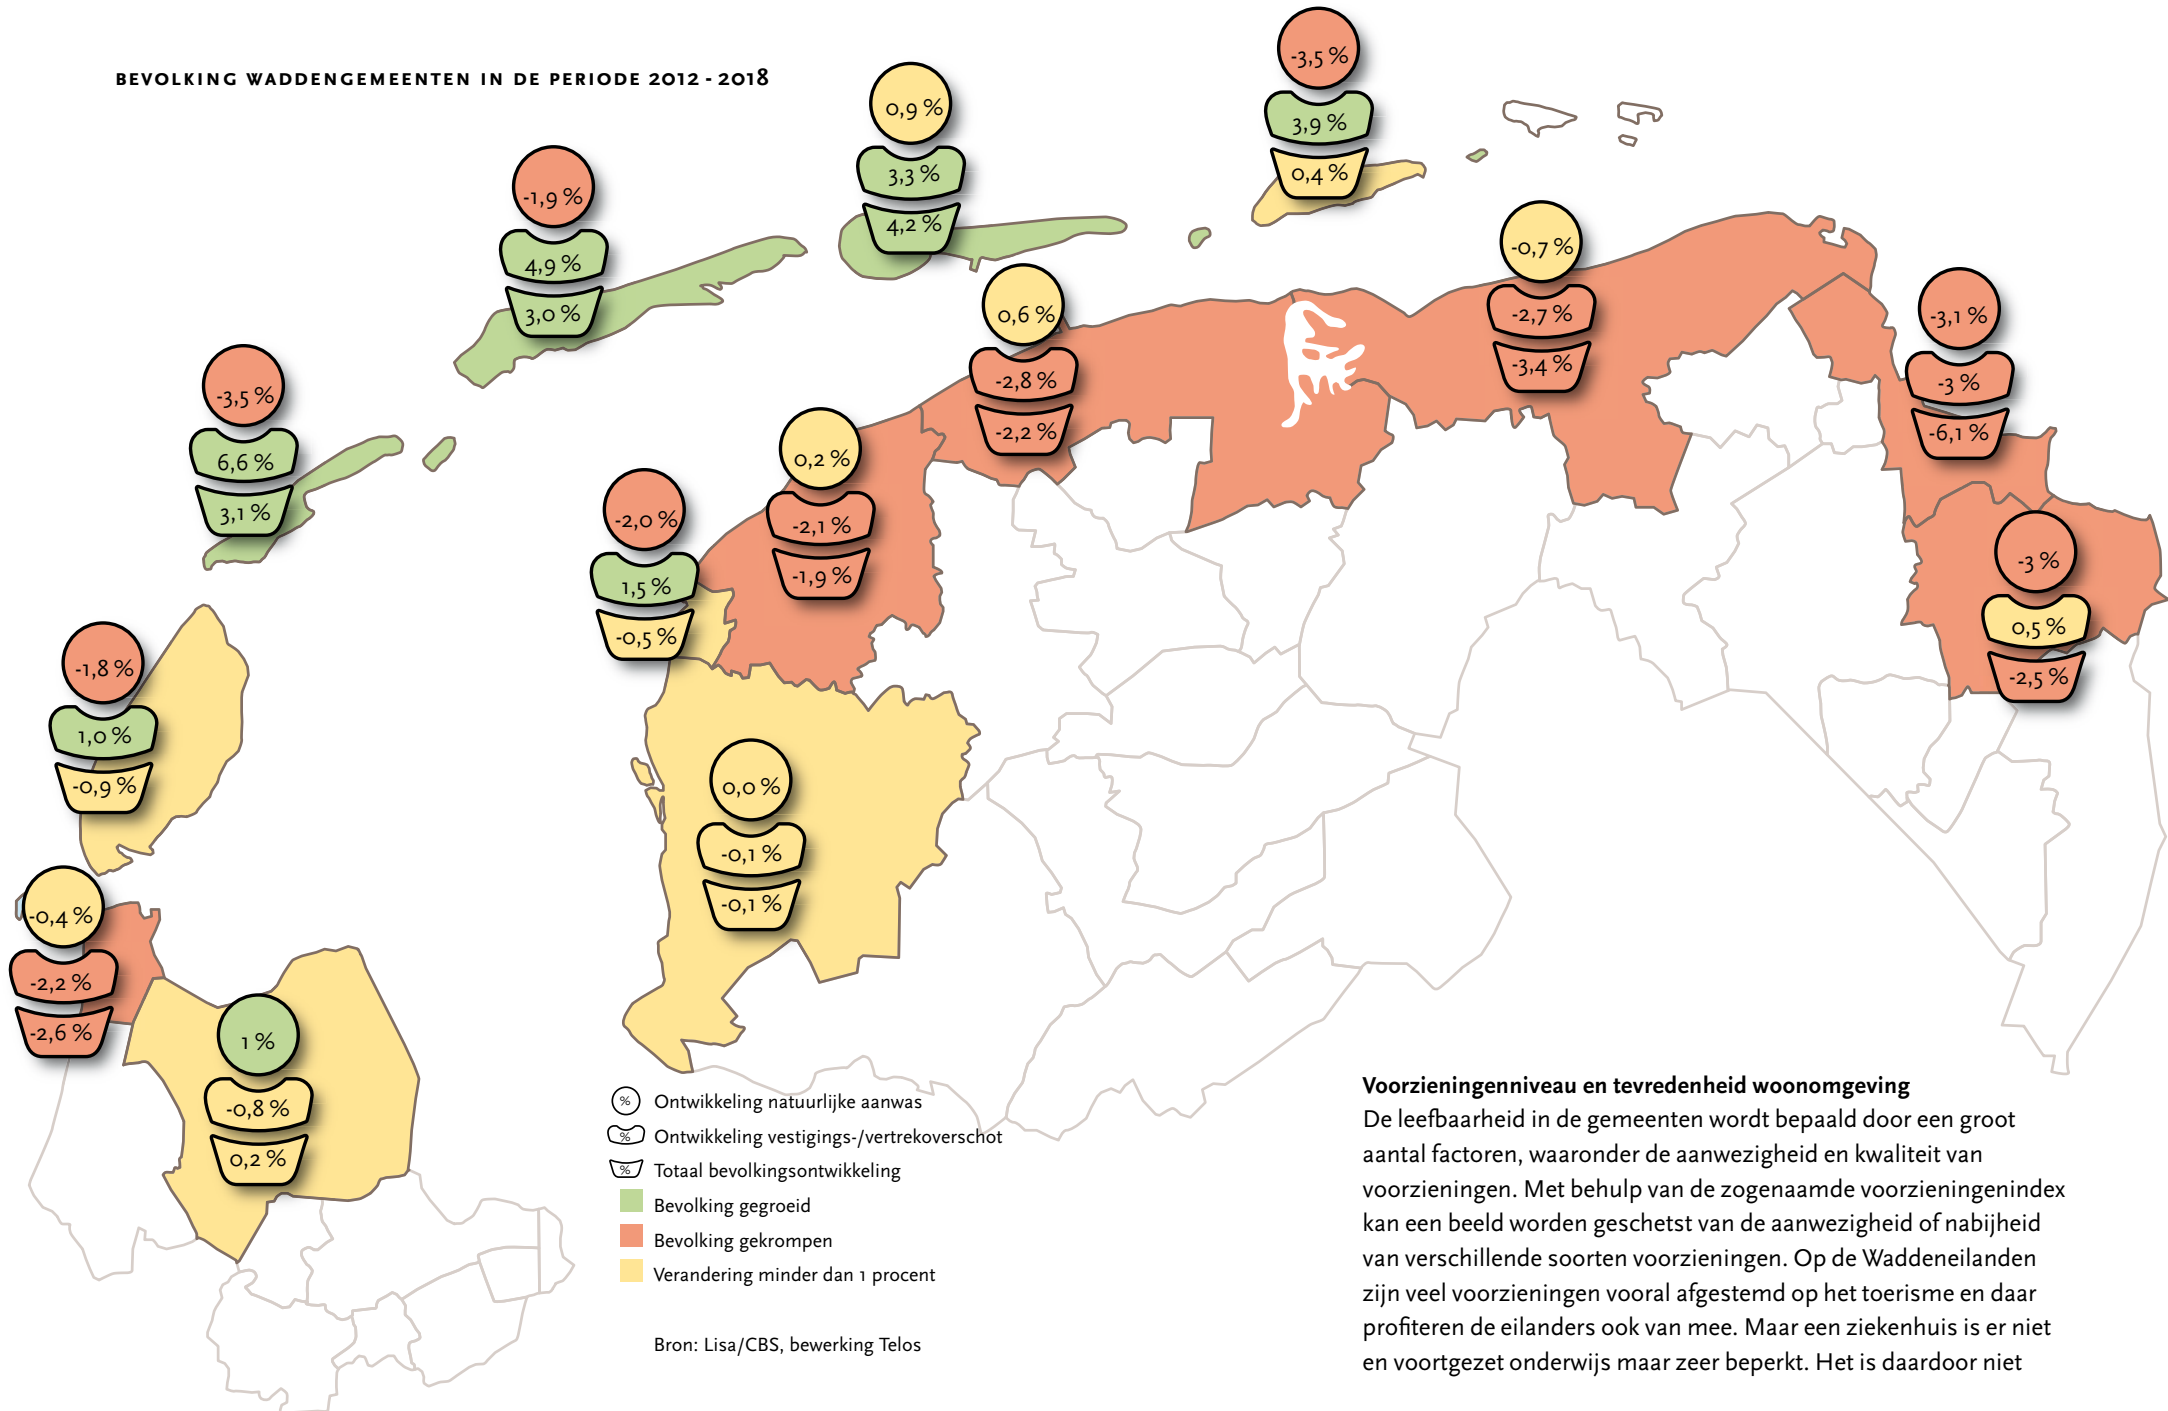 BEVOLKING WADDENGEMEENTEN IN DE PERIODE 2012 - 2018
-3,5 %
3,9 %
0,4 %
0,9 %
3,3 %
4,2 %
-1,9 %
4,9 %
3,0 %
-3,5 %
6,6 %
3,1 %
-0,7 %
-2,7 %
-3,4 %
0,6 %
-2,8 %
-2,2 %
-3,1 %
-3 %
-6,1 %
0,2 %
-2,1 %
-1,9 %
-2,0 %
1,5 %
-0,5 %
-3 %
0,5 %
-2,5 %
-1,8 %
1,0 %
-0,9 %
0,0 %
-0,1 %
-0,1 %
-0,4 %
-2,2 %
-2,6 %
1 %
-0,8 %
0,2 %
% Ontwikkeling natuurlijke aanwas
% Ontwikkeling vestigings-/vertrekoverschot
% Totaal bevolkingsontwikkeling
Bevolking gegroeid
Bevolking gekrompen
Verandering minder dan 1 procent
Bron: Lisa/CBS, bewerking Telos
Voorzieningenniveau en tevredenheid woonomgeving
De leefbaarheid in de gemeenten wordt bepaald door een groot
aantal factoren, waaronder de aanwezigheid en kwaliteit van
voorzieningen. Met behulp van de zogenaamde voorzieningenindex
kan een beeld worden geschetst van de aanwezigheid of nabijheid
van verschillende soorten voorzieningen. Op de Waddeneilanden
zijn veel voorzieningen vooral afgestemd op het toerisme en daar
profiteren de eilanders ook van mee. Maar een ziekenhuis is er niet
en voortgezet onderwijs maar zeer beperkt. Het is daardoor niet